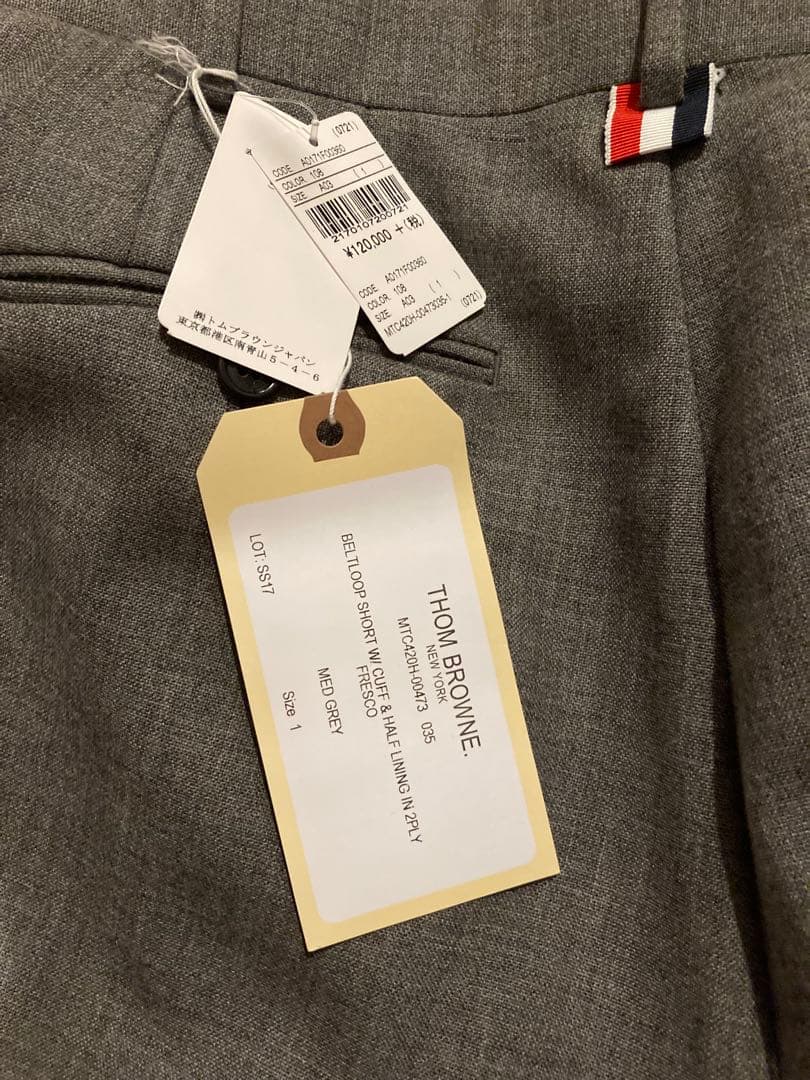 (0721)
CODE A0171F00360
COLOR 108
SIZE A03 ( 1 )
2170107200721
¥120,000 +(税)
CODE A0171F00360
COLOR 108
SIZE A03 ( 1 )
MTC420H-00473035-1 (0721)
㈱トムブラウンジャパン
東京都港区南青山5-4-6
THOM BROWNE.
NEW YORK
MTC420H-00473 035
BELTLOOP SHORT W/ CUFF & HALF LINING IN 2PLY
FRESCO
MED GREY
LOT: SS17
Size 1